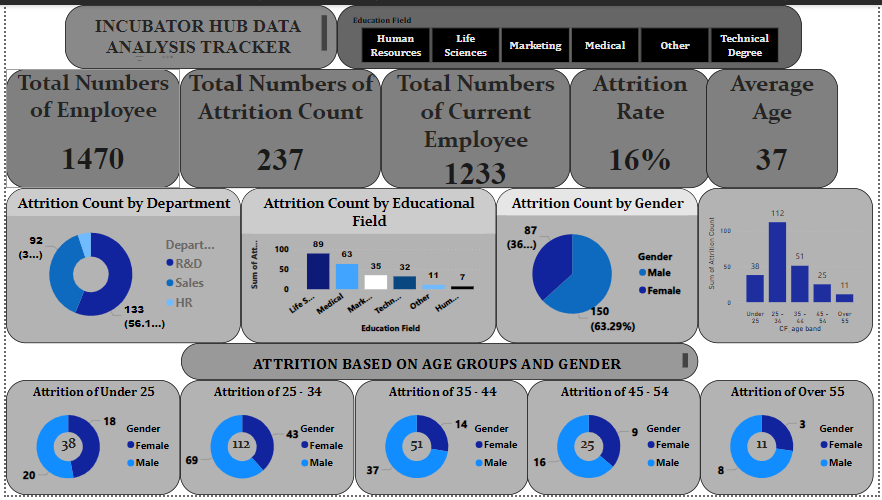 INCUBATOR HUB DATA
ANALYSIS TRACKER
Education Field
Human
Resources
Life
Sciences
Marketing
Medical
Other
Technical
Degree
Total Numbers
of Employee
1470
Total Numbers of
Attrition Count
237
Total Numbers
of Current
Employee
1233
Attrition
Rate
16%
Average
Age
37
Attrition Count by Department
92
(3...)
133
(56.1...)
Depart...
R&D
Sales
HR
Attrition Count by Educational
Field
Sum of Att...
100
50
0
89
63
35
32
11
7
Life S...
Medical
Mark...
Techn...
Other
Hum...
Education Field
Attrition Count by Gender
87
(36...)
150
(63.29%)
Gender
Male
Female
Sum of Attrition Count
100
50
0
38
112
51
25
11
Under
25
25 -
34
35 -
44
45 -
54
Over
55
CF_age band
ATTRITION BASED ON AGE GROUPS AND GENDER
Attrition of Under 25
38
18
20
Gender
Female
Male
Attrition of 25 - 34
112
43
69
Gender
Female
Male
Attrition of 35 - 44
51
14
37
Gender
Female
Male
Attrition of 45 - 54
25
9
16
Gender
Female
Male
Attrition of Over 55
11
3
8
Gender
Female
Male